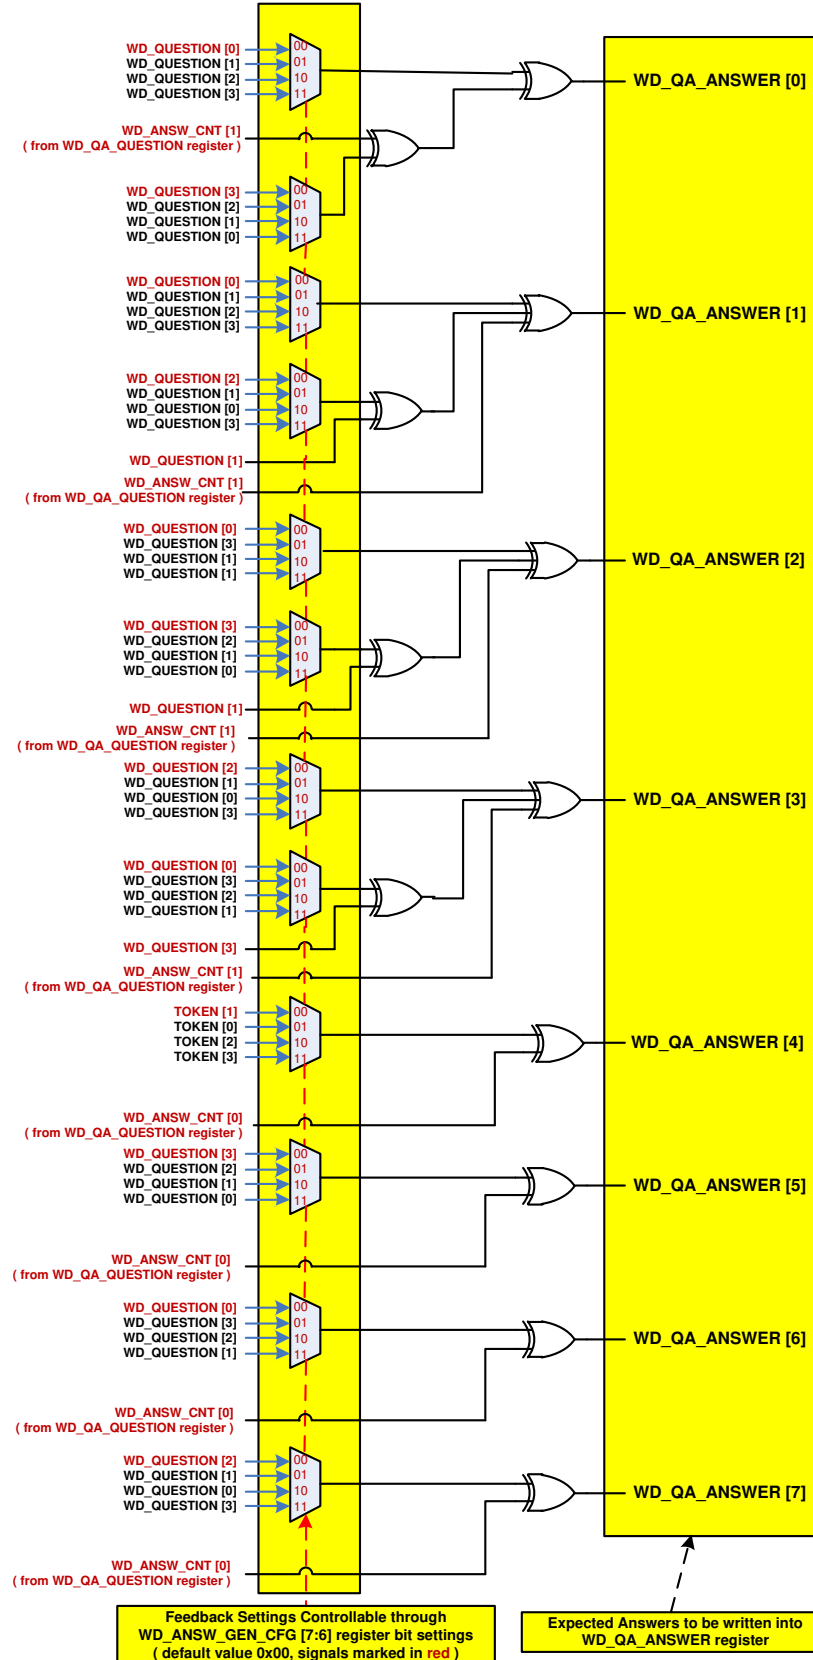 WD_QUESTION [0]
WD_QUESTION [1]
WD_QUESTION [2]
WD_QUESTION [3]
00
01
10
11
WD_QA_ANSWER [0]
WD_ANSW_CNT [1]
( from WD_QA_QUESTION register )
WD_QUESTION [3]
WD_QUESTION [2]
WD_QUESTION [1]
WD_QUESTION [0]
00
01
10
11
WD_QUESTION [0]
WD_QUESTION [1]
WD_QUESTION [2]
WD_QUESTION [3]
00
01
10
11
WD_QA_ANSWER [1]
WD_QUESTION [2]
WD_QUESTION [1]
WD_QUESTION [0]
WD_QUESTION [3]
00
01
10
11
WD_QUESTION [1]
WD_ANSW_CNT [1]
( from WD_QA_QUESTION register )
WD_QUESTION [0]
WD_QUESTION [3]
WD_QUESTION [1]
WD_QUESTION [1]
00
01
10
11
WD_QA_ANSWER [2]
WD_QUESTION [3]
WD_QUESTION [2]
WD_QUESTION [1]
WD_QUESTION [0]
00
01
10
11
WD_QUESTION [1]
WD_ANSW_CNT [1]
( from WD_QA_QUESTION register )
WD_QUESTION [2]
WD_QUESTION [1]
WD_QUESTION [0]
WD_QUESTION [3]
00
01
10
11
WD_QA_ANSWER [3]
WD_QUESTION [0]
WD_QUESTION [3]
WD_QUESTION [2]
WD_QUESTION [1]
00
01
10
11
WD_QUESTION [3]
WD_ANSW_CNT [1]
( from WD_QA_QUESTION register )
TOKEN [1]
TOKEN [0]
TOKEN [2]
TOKEN [3]
00
01
10
11
WD_QA_ANSWER [4]
WD_ANSW_CNT [0]
( from WD_QA_QUESTION register )
WD_QUESTION [3]
WD_QUESTION [2]
WD_QUESTION [1]
WD_QUESTION [0]
00
01
10
11
WD_QA_ANSWER [5]
WD_ANSW_CNT [0]
( from WD_QA_QUESTION register )
WD_QUESTION [0]
WD_QUESTION [3]
WD_QUESTION [2]
WD_QUESTION [1]
00
01
10
11
WD_QA_ANSWER [6]
WD_ANSW_CNT [0]
( from WD_QA_QUESTION register )
WD_QUESTION [2]
WD_QUESTION [1]
WD_QUESTION [0]
WD_QUESTION [3]
00
01
10
11
WD_QA_ANSWER [7]
WD_ANSW_CNT [0]
( from WD_QA_QUESTION register )
Feedback Settings Controllable through
WD_ANSW_GEN_CFG [7:6] register bit settings
( default value 0x00, signals marked in red )
Expected Answers to be written into
WD_QA_ANSWER register